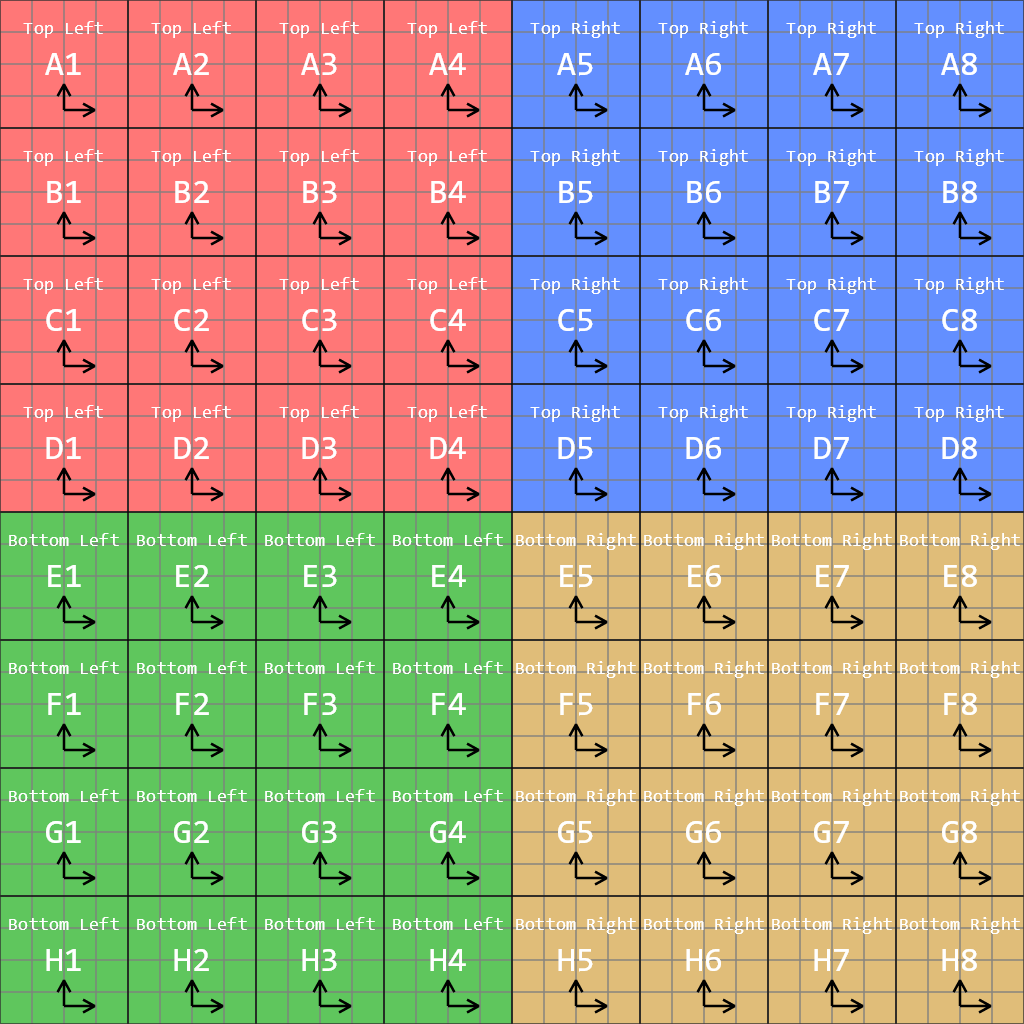 Top Left Top Left Top Left Top Left Top Right Top Right Top Right Top Right
A1 A2 A3 A4 A5 A6 A7 A8
Top Left Top Left Top Left Top Left Top Right Top Right Top Right Top Right
B1 B2 B3 B4 B5 B6 B7 B8
Top Left Top Left Top Left Top Left Top Right Top Right Top Right Top Right
C1 C2 C3 C4 C5 C6 C7 C8
Top Left Top Left Top Left Top Left Top Right Top Right Top Right Top Right
D1 D2 D3 D4 D5 D6 D7 D8
Bottom Left Bottom Left Bottom Left Bottom Left Bottom Right Bottom Right Bottom Right Bottom Right
E1 E2 E3 E4 E5 E6 E7 E8
Bottom Left Bottom Left Bottom Left Bottom Left Bottom Right Bottom Right Bottom Right Bottom Right
F1 F2 F3 F4 F5 F6 F7 F8
Bottom Left Bottom Left Bottom Left Bottom Left Bottom Right Bottom Right Bottom Right Bottom Right
G1 G2 G3 G4 G5 G6 G7 G8
Bottom Left Bottom Left Bottom Left Bottom Left Bottom Right Bottom Right Bottom Right Bottom Right
H1 H2 H3 H4 H5 H6 H7 H8